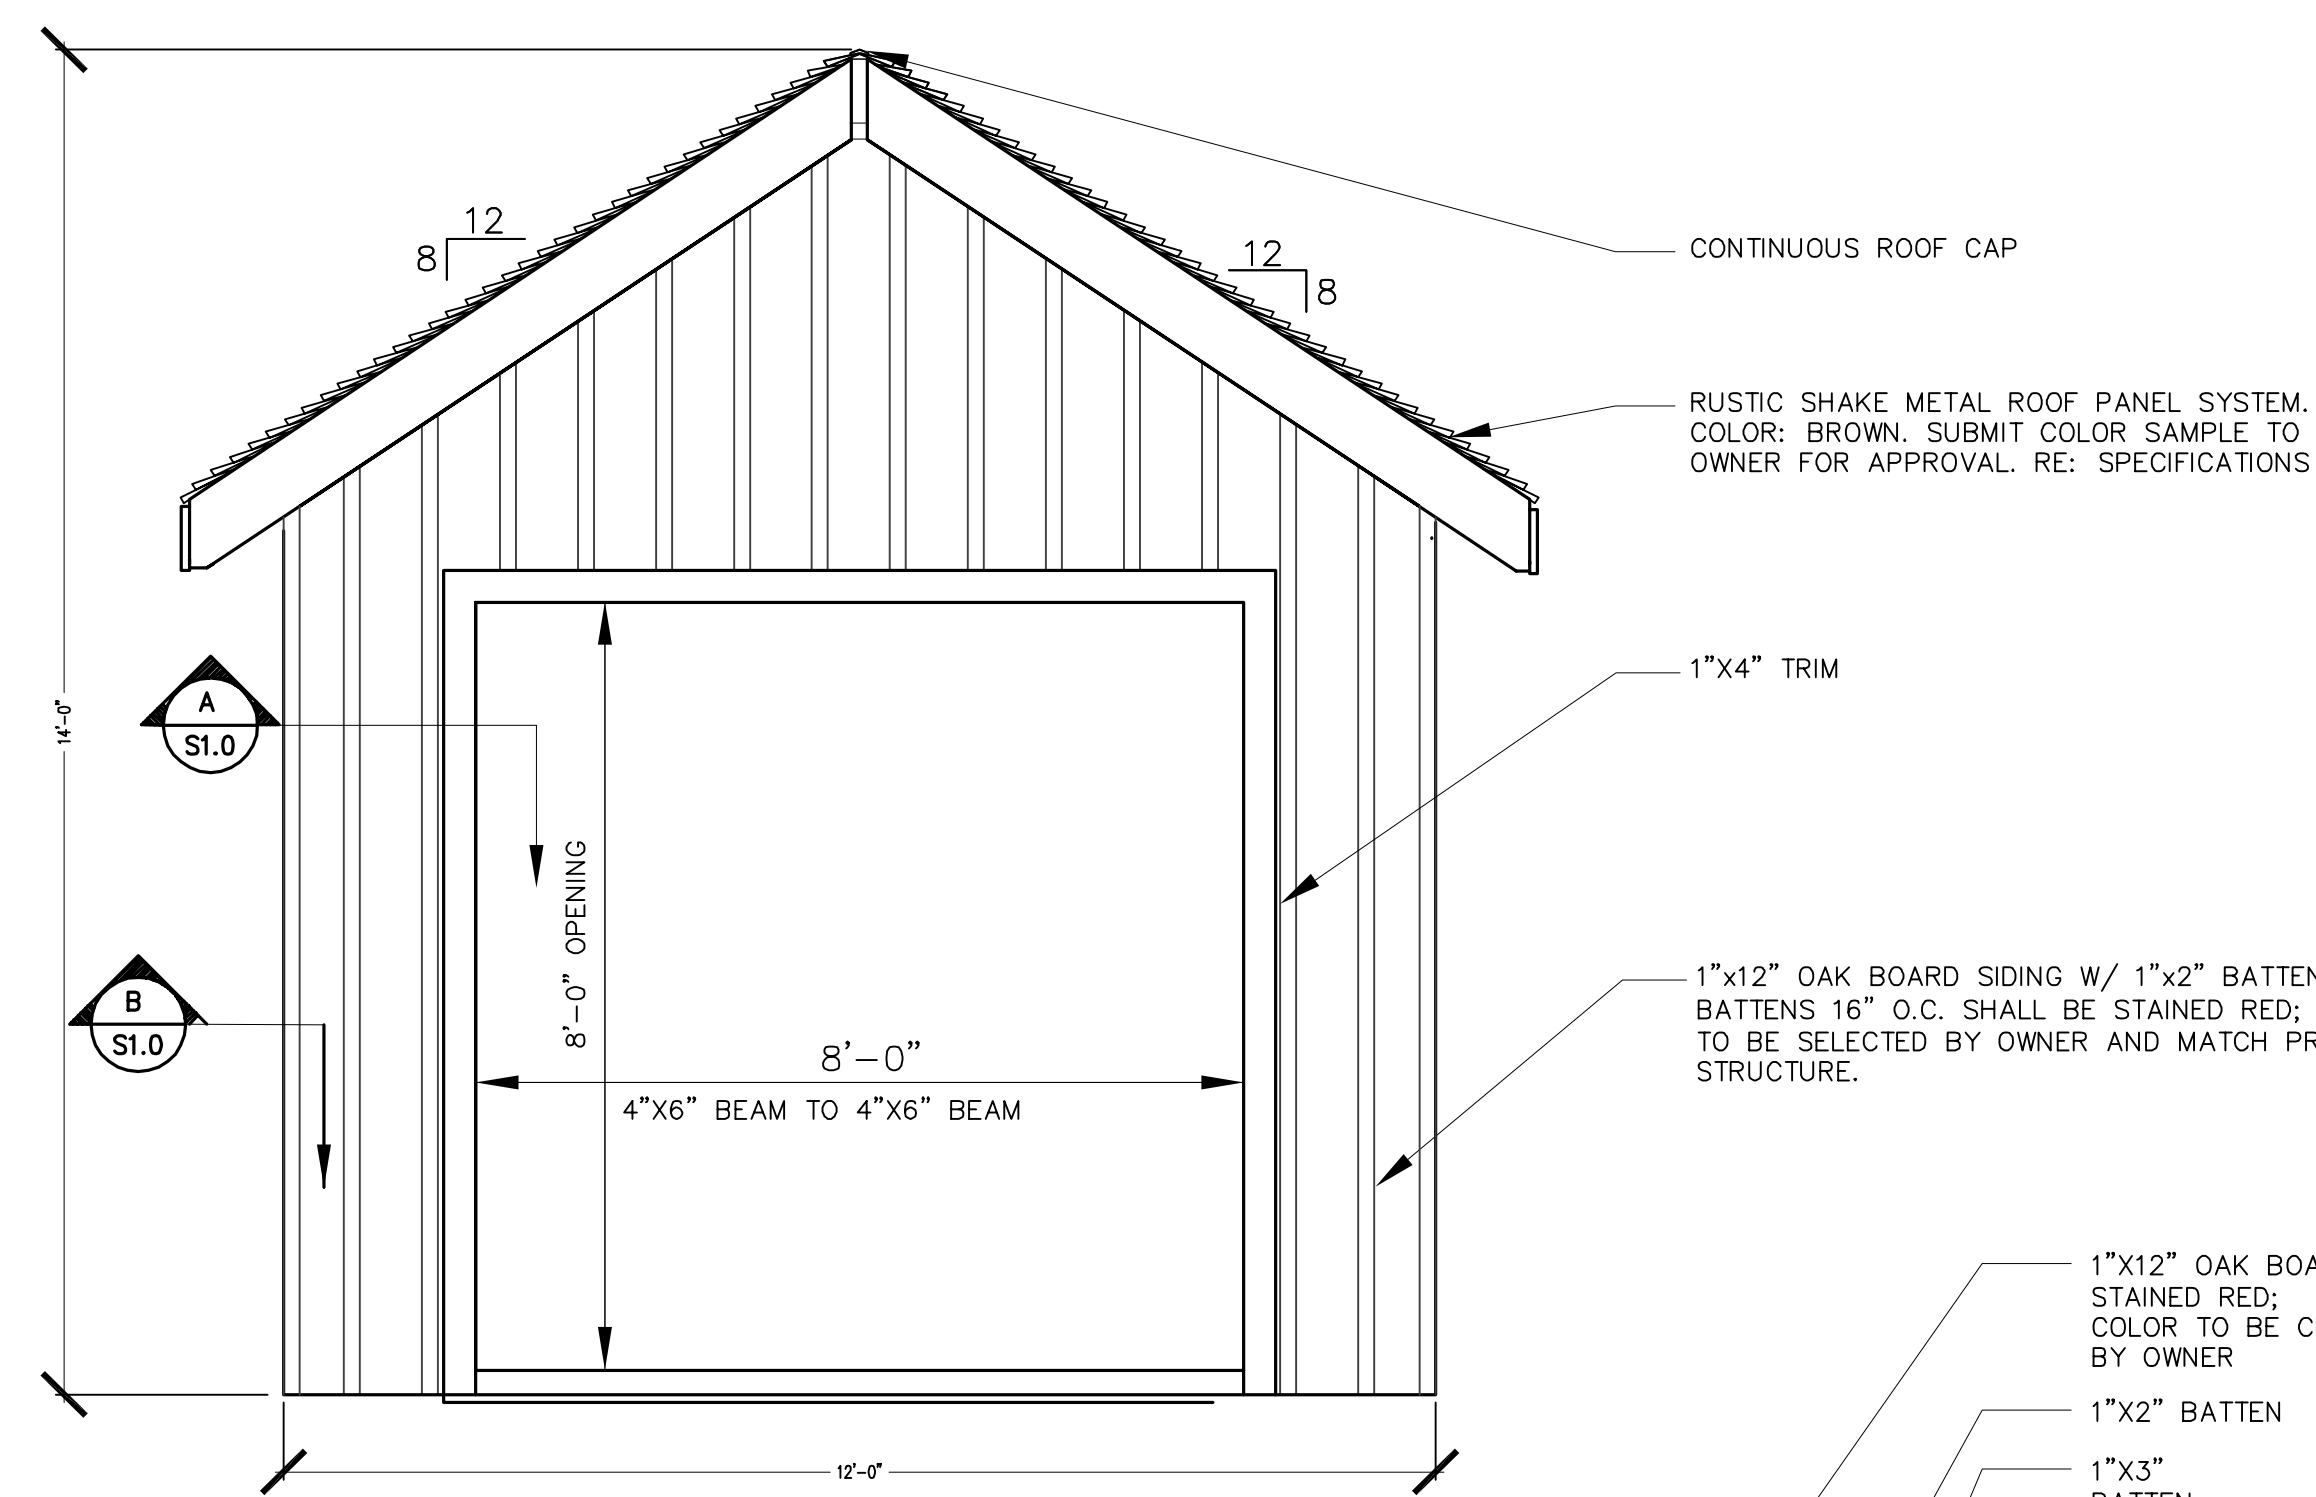 12
8
12
8
CONTINUOUS ROOF CAP
RUSTIC SHAKE METAL ROOF PANEL SYSTEM.
COLOR: BROWN. SUBMIT COLOR SAMPLE TO
OWNER FOR APPROVAL. RE: SPECIFICATIONS
1"X4" TRIM
14'-0"
A
S1.0
8'-0" OPENING
B
S1.0
8'-0"
4"X6" BEAM TO 4"X6" BEAM
1"x12" OAK BOARD SIDING W/ 1"x2" BATTEN
BATTENS 16" O.C. SHALL BE STAINED RED;
TO BE SELECTED BY OWNER AND MATCH PR
STRUCTURE.
1"X12" OAK BOA
STAINED RED;
COLOR TO BE C
BY OWNER
1"X2" BATTEN
1"X3"
BATTEN
12'-0"